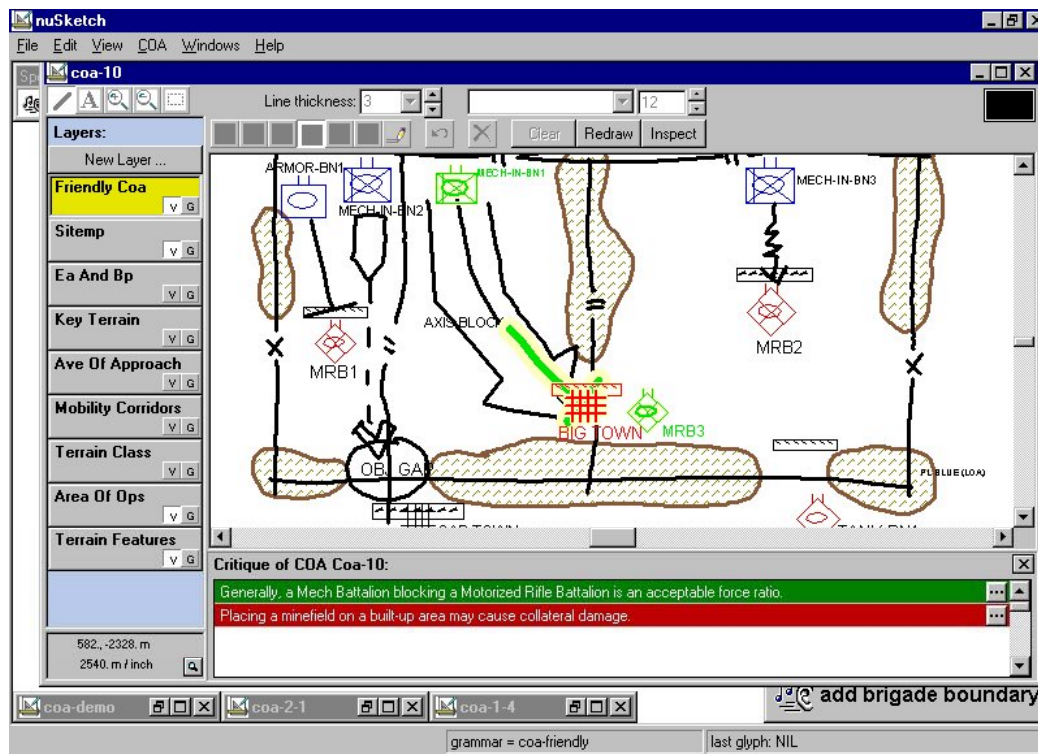 nuSketch
File Edit View COA Windows Help
coa-10
Line thickness: 3
12
Clear Redraw Inspect
Layers:
New Layer ...
Friendly Coa
V G
Sitemp
V G
Ea And Bp
V G
Key Terrain
V G
Ave Of Approach
V G
Mobility Corridors
V G
Terrain Class
V G
Area Of Ops
V G
Terrain Features
V G
582., -2328. m
2540. m / inch
ARMOR-BN1
MECH-IN-BN2
MECH-IN-BN1
MECH-IN-BN3
AXIS BLOCK
MRB1
MRB2
MRB3
BIG TOWN
OBJ GAP
PL BLUE (LOA)
Critique of COA Coa-10:
Generally, a Mech Battalion blocking a Motorized Rifle Battalion is an acceptable force ratio.
Placing a minefield on a built-up area may cause collateral damage.
coa-demo coa-2-1 coa-1-4
add brigade boundary
grammar = coa-friendly last glyph: NIL